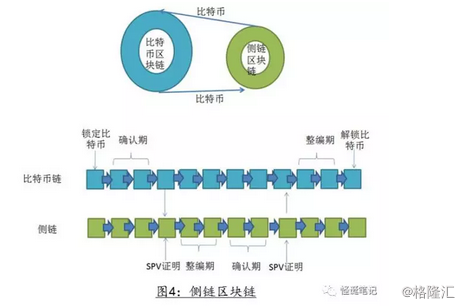 比特币
比特
币区
块链
侧链
区块
链
比特币
锁定比
特币
确认期
整编期
解锁比
特币
比特币链
侧链
SPV证明
整编期
确认期
SPV证明
图4：侧链区块链
怪诞笔记
@格隆汇